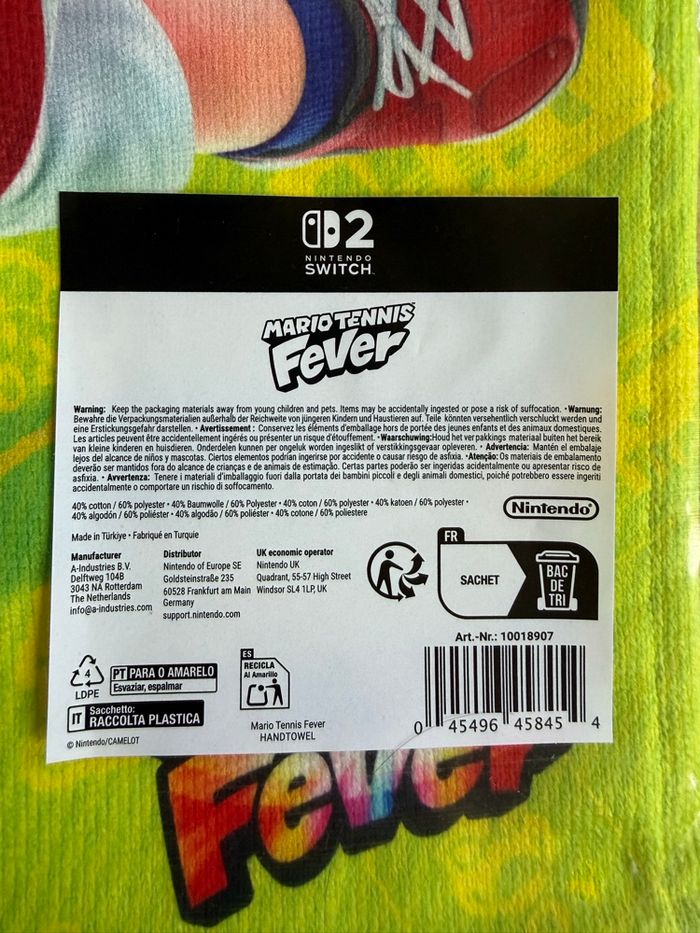 2
NINTENDO
SWITCH
MARIO TENNIS
Fever
Warning: Keep the packaging materials away from young children and pets. Items may be accidentally ingested or pose a risk of suffocation. • Warnung:
Bewahre die Verpackungsmaterialien außerhalb der Reichweite von jüngeren Kindern und Haustieren auf. Teile könnten versehentlich verschluckt werden und
eine Erstickungsgefahr darstellen. • Avertissement : Conservez les éléments d'emballage hors de portée des jeunes enfants et des animaux domestiques.
Les articles peuvent être accidentellement ingérés ou présenter un risque d'étouffement. •Waarschuwing:Houd het verpakkings materiaal buiten het bereik
van kleine kinderen en huisdieren. Onderdelen kunnen per ongeluk worden ingeslikt of verstikkingsgevaar opleveren. • Advertencia: Mantén el embalaje
lejos del alcance de niños y mascotas. Ciertos elementos podrían ingerirse por accidente o causar riesgo de asfixia. •Atenção: Os materiais de embalamento
deverão ser mantidos fora do alcance de crianças e de animais de estimação. Certas partes poderão ser ingeridas acidentalmente ou apresentar risco de
asfixia. • Avvertenza: Tenere i materiali d'imballaggio fuori dalla portata dei bambini piccoli e degli animali domestici, poiché potrebbero essere ingeriti
accidentalmente o comportare un rischio di soffocamento.
40% cotton / 60% polyester • 40% Baumwolle / 60% Polyester • 40% coton / 60% polyester • 40% katoen / 60% polyester •
40% algodón / 60% poliéster • 40% algodão / 60% poliéster • 40% cotone / 60% poliestere
Nintendo®
Made in Türkiye • Fabriqué en Turquie
Manufacturer
A-Industries B.V.
Delftweg 104B
3043 NA Rotterdam
The Netherlands
info@a-industries.com
Distributor
Nintendo of Europe SE
Goldsteinstraße 235
60528 Frankfurt am Main
Germany
support.nintendo.com
UK economic operator
Nintendo UK
Quadrant, 55-57 High Street
Windsor SL4 1LP, UK
FR
SACHET
BAC
DE
TRI
Art.-Nr.: 10018907
0 45496 45845 4
4
LDPE
PT PARA O AMARELO
Esvaziar, espalmar
IT Sacchetto:
RACCOLTA PLASTICA
ES
RECICLA
Al Amarillo
Mario Tennis Fever
HANDTOWEL
© Nintendo/CAMELOT
Fever